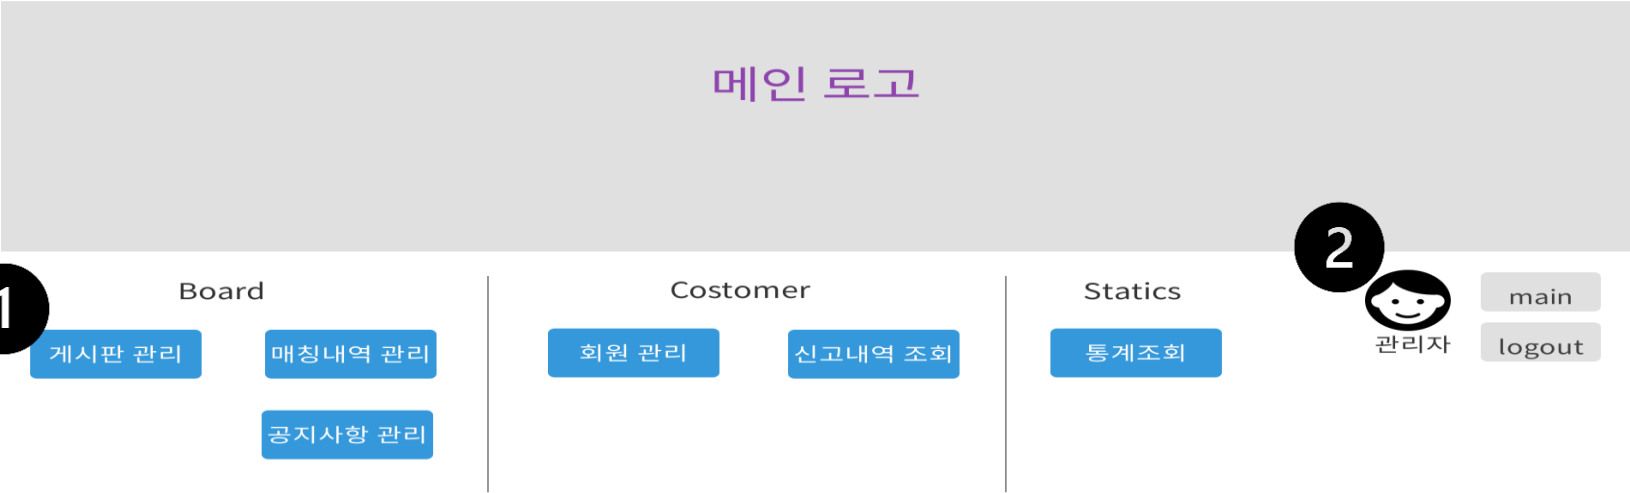 메인 로고
2
1
Board
Costomer
Statics
main
게시판 관리
매칭내역 관리
회원 관리
신고내역 조회
통계조회
관리자
logout
공지사항 관리